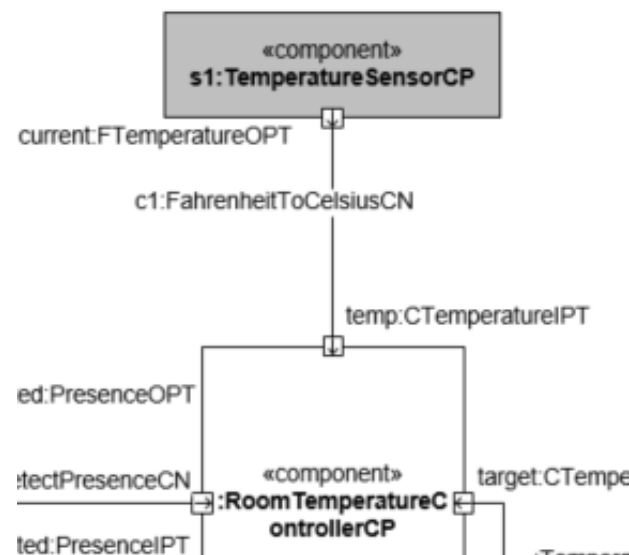 «component»
s1:TemperatureSensorCP
current:FTemperatureOPT
c1:FahrenheitToCelsiusCN
temp:CTemperatureIPT
ed:PresenceOPT
etectPresenceCN
«component»
:RoomTemperatureC
ontrollerCP
target:CTempe
ted:PresenceIPT